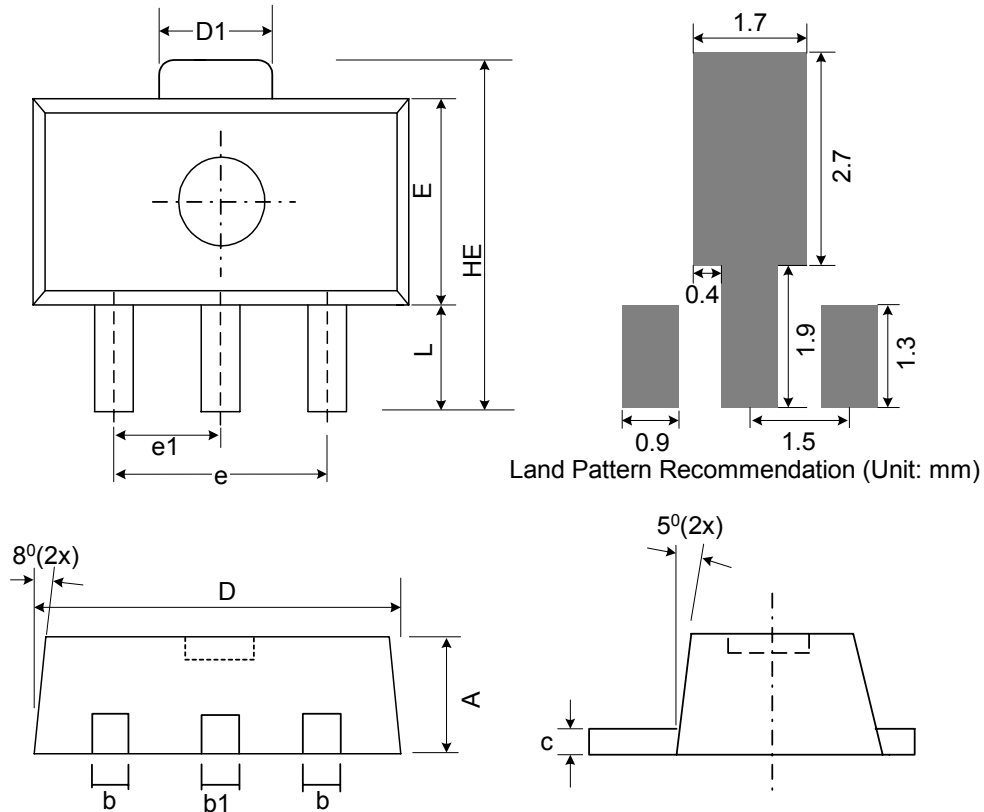 D1
1.7
E
HE
2.7
0.4
L
1.9
1.3
e1
e
0.9
1.5
Land Pattern Recommendation (Unit: mm)
8⁰(2x)
5⁰(2x)
D
A
c
b
b1
b